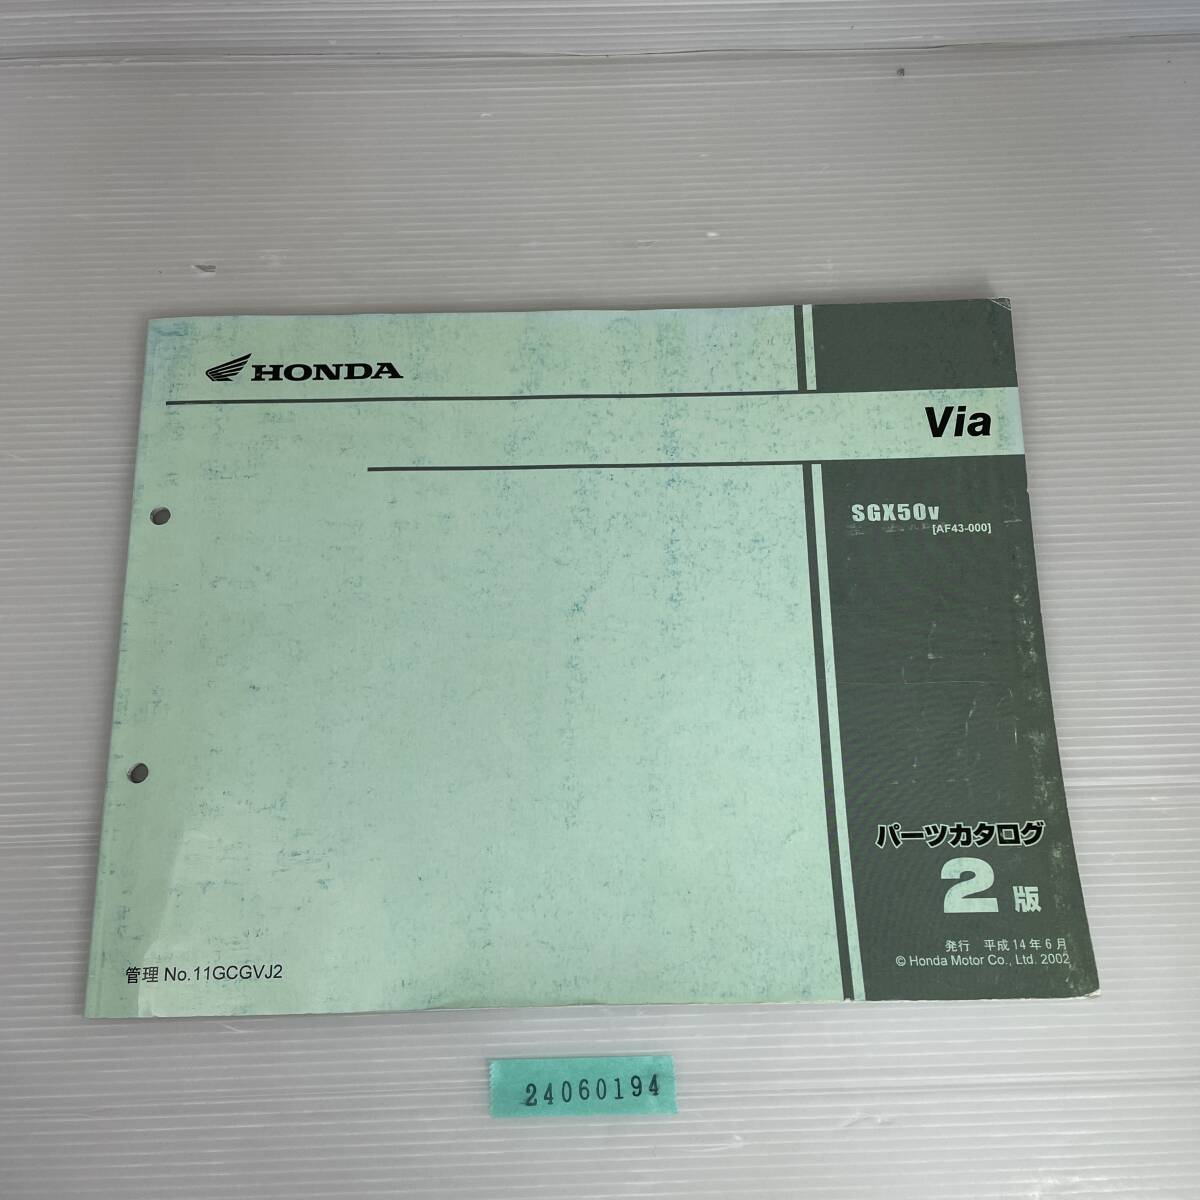 HONDA
Via
SGX50V
[AF43-000]
パーツカタログ
2版
発行 平成14年6月
© Honda Motor Co., Ltd. 2002
管理 No.11GCGVJ2
24060194